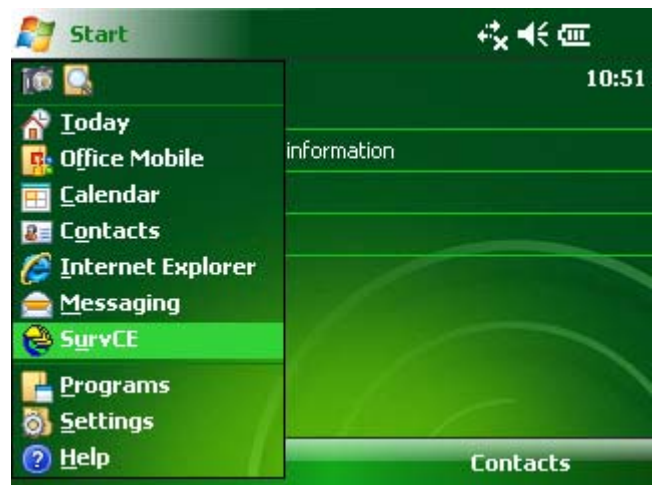 Start
10:51
Today
Office Mobile
information
Calendar
Contacts
Internet Explorer
Messaging
SurvCE
Programs
Settings
Help
Contacts